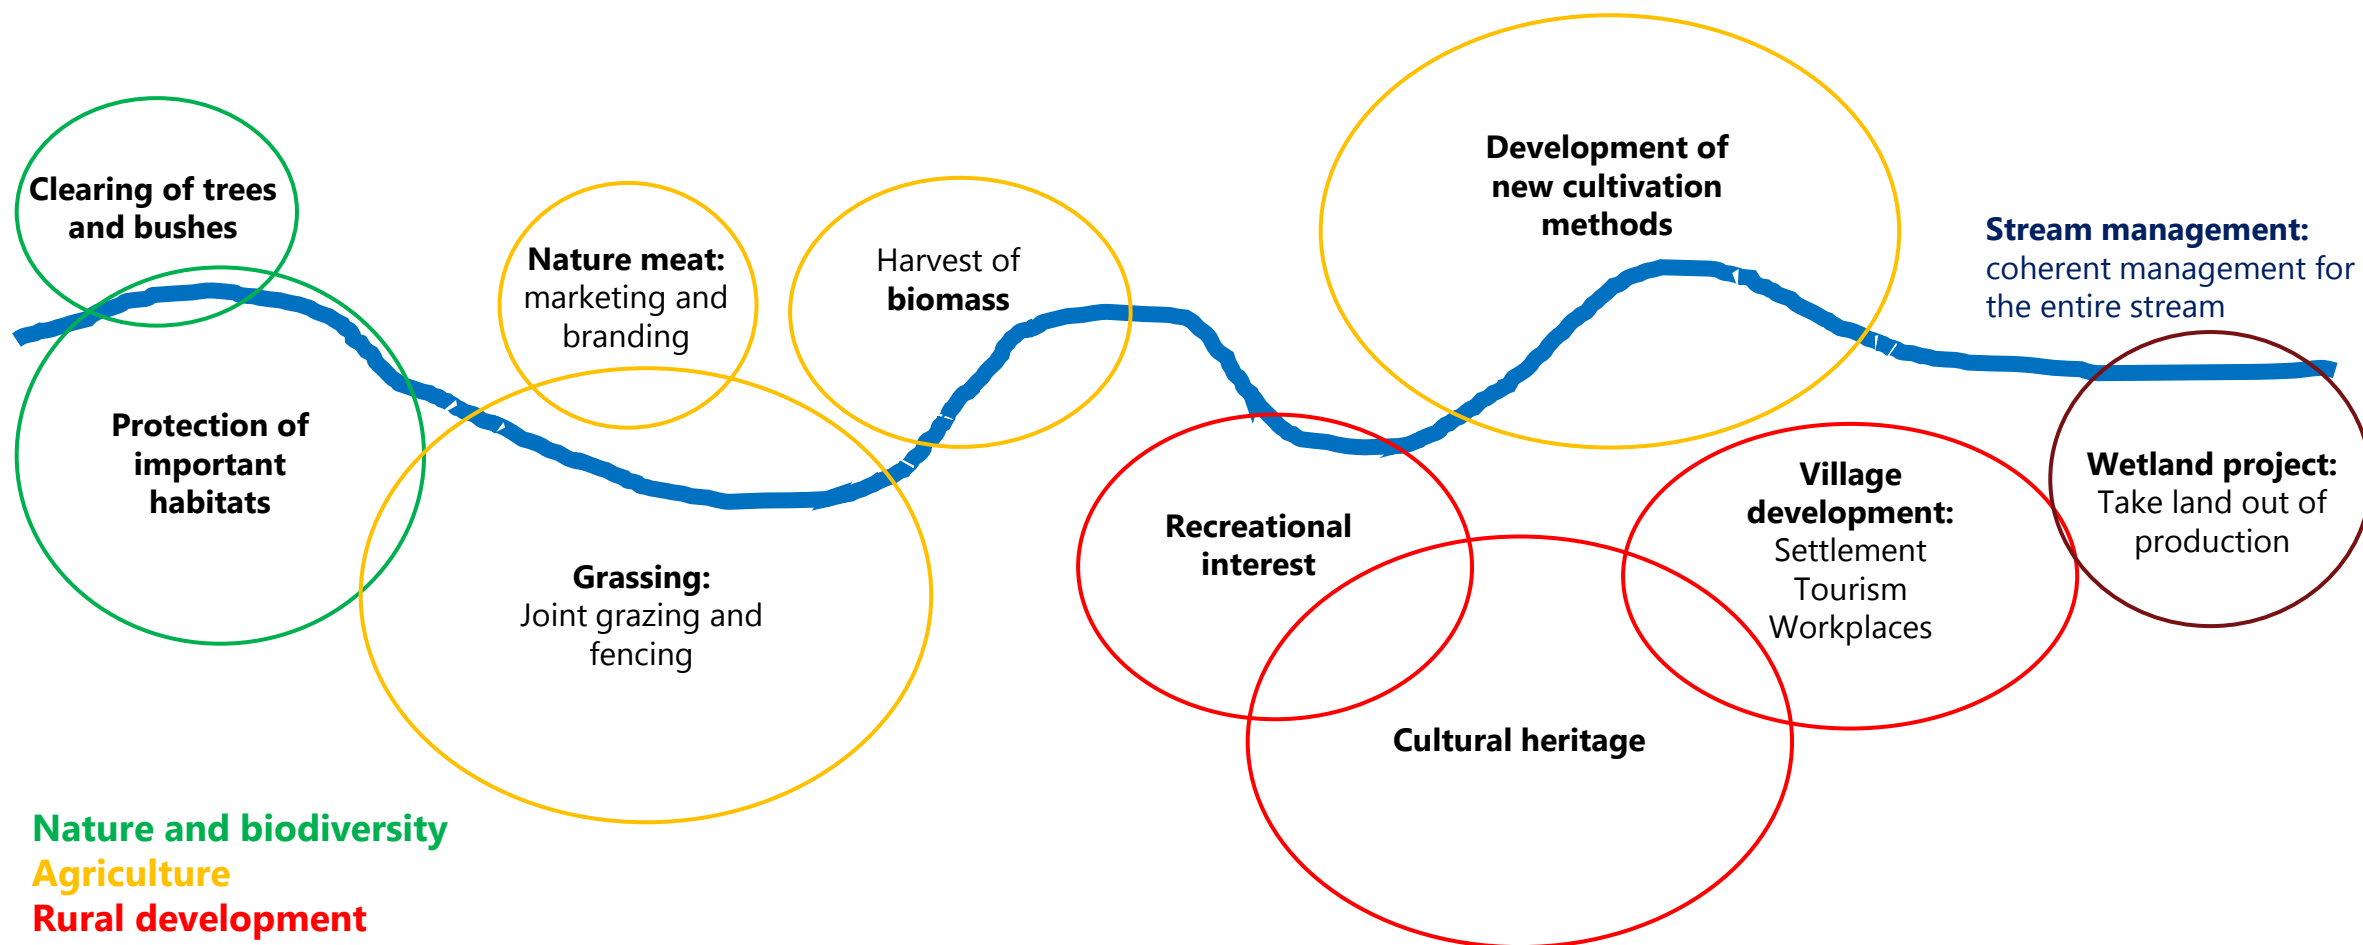 Clearing of trees
and bushes
Protection of
important
habitats
Nature meat:
marketing and
branding
Grassing:
Joint grazing and
fencing
Harvest of
biomass
Recreational
interest
Cultural heritage
Development of
new cultivation
methods
Village
development:
Settlement
Tourism
Workplaces
Stream management:
coherent management for
the entire stream
Wetland project:
Take land out of
production
Nature and biodiversity
Agriculture
Rural development